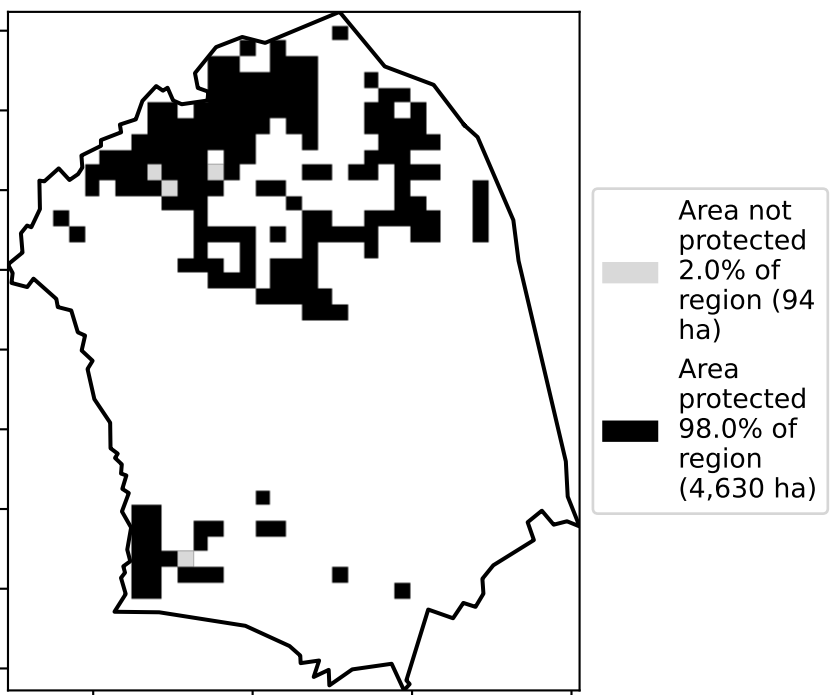 Area not
protected
2.0% of
region (94
ha)
Area
protected
98.0% of
region
(4,630 ha)